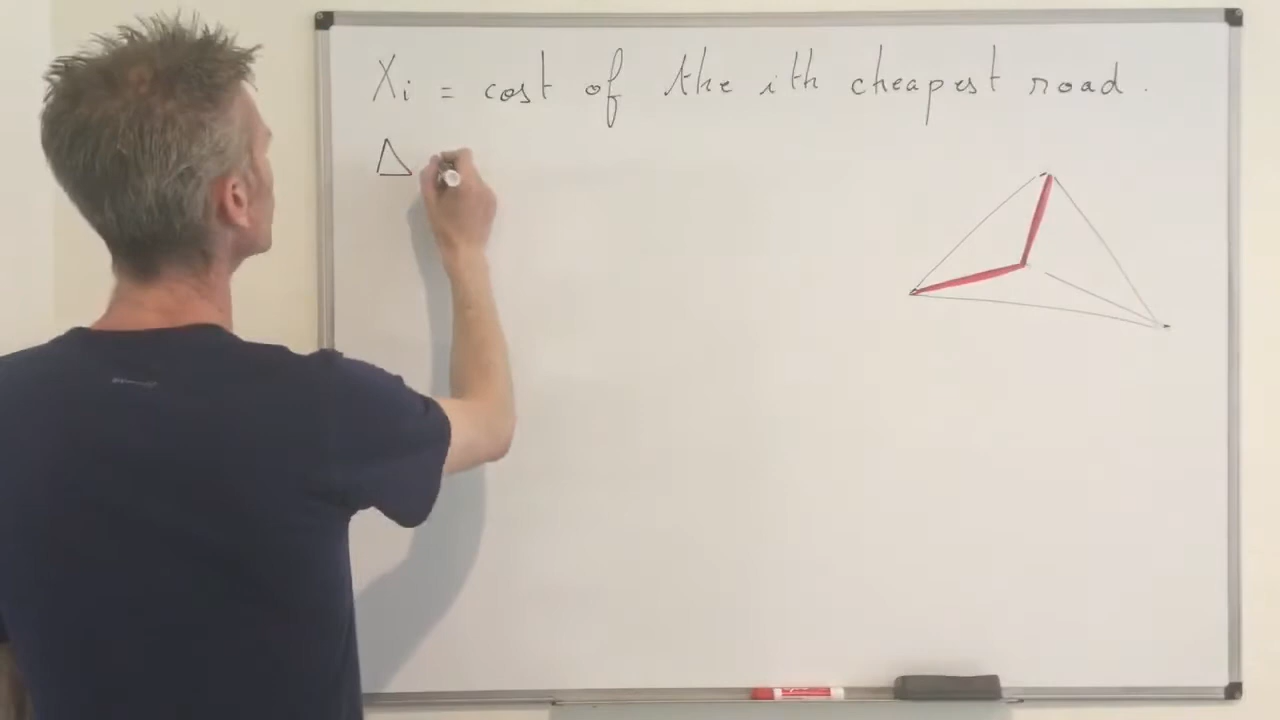 Xi = cost of the ith cheapest road.
Δ